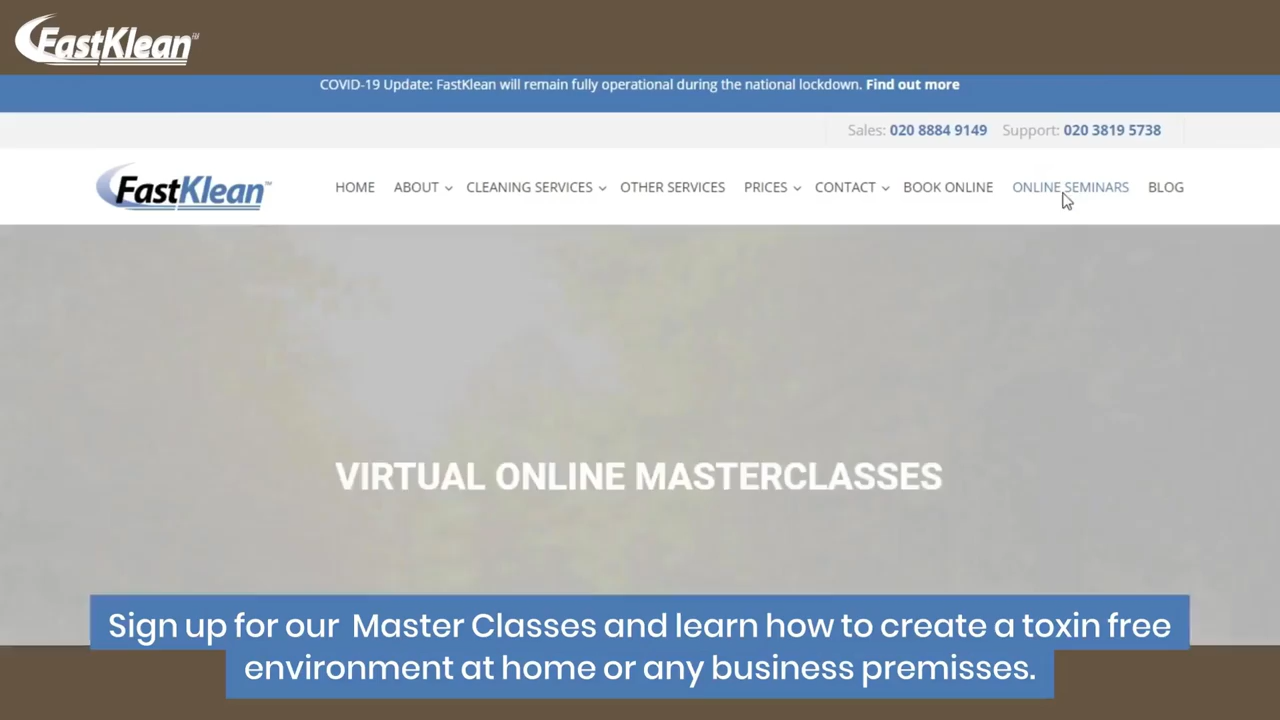 FastKlean
COVID-19 Update: FastKlean will remain fully operational during the national lockdown. Find out more
Sales: 020 8884 9149 Support: 020 3819 5738
FastKlean™
HOME ABOUT CLEANING SERVICES OTHER SERVICES PRICES CONTACT BOOK ONLINE ONLINE SEMINARS BLOG
VIRTUAL ONLINE MASTERCLASSES
Sign up for our Master Classes and learn how to create a toxin free
environment at home or any business premisses.